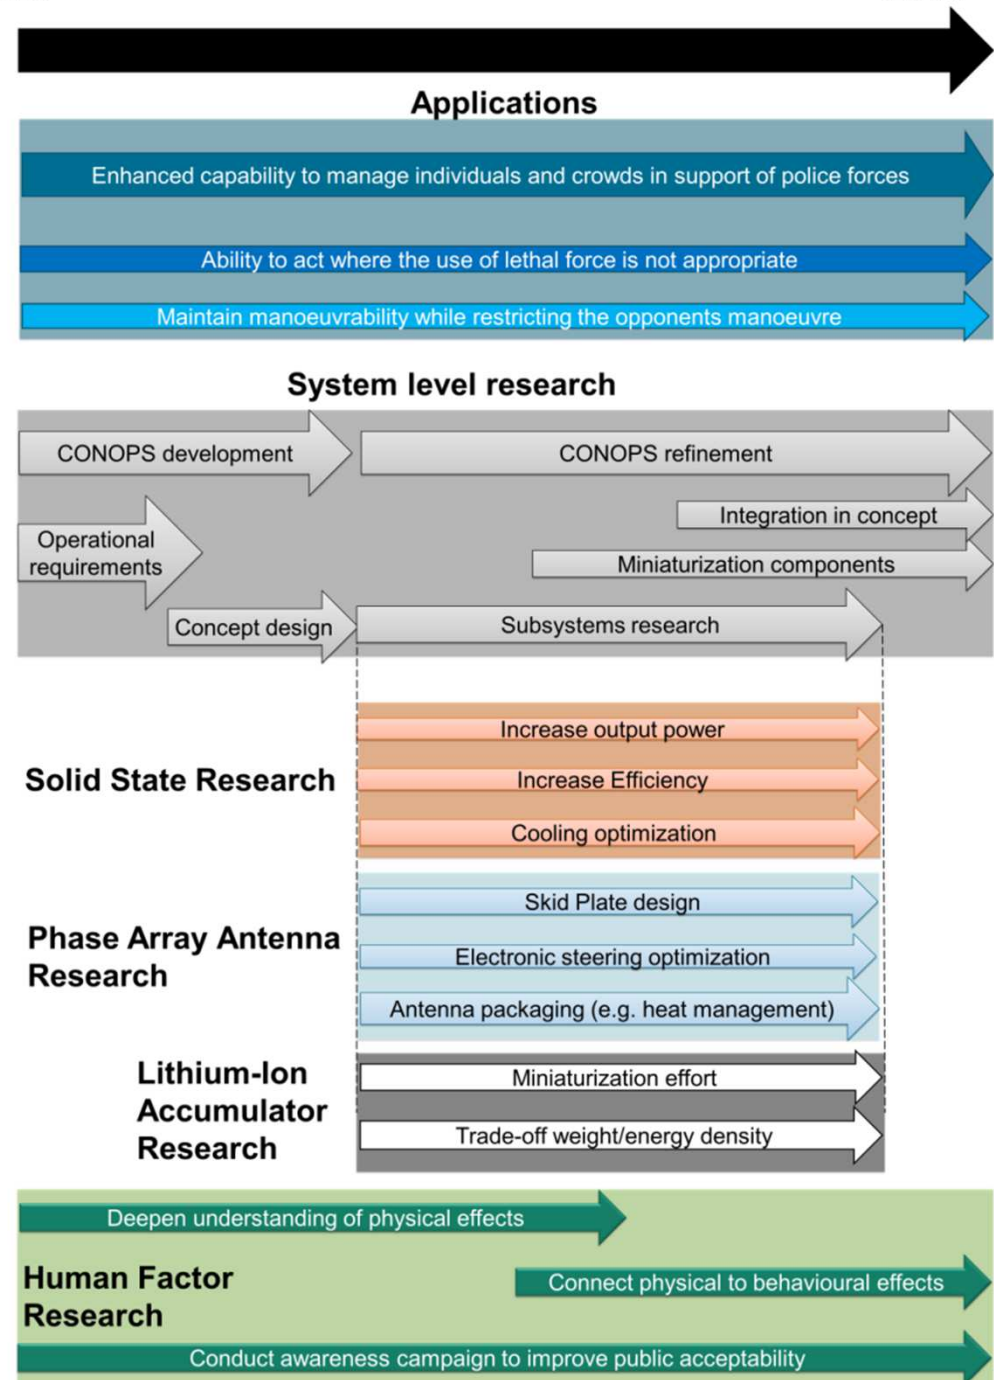 Applications
Enhanced capability to manage individuals and crowds in support of police forces
Ability to act where the use of lethal force is not appropriate
Maintain manoeuvrability while restricting the opponents manoeuvre
System level research
CONOPS development
CONOPS refinement
Integration in concept
Operational
requirements
Miniaturization components
Concept design
Subsystems research
Solid State Research
Increase output power
Increase Efficiency
Cooling optimization
Phase Array Antenna
Research
Skid Plate design
Electronic steering optimization
Antenna packaging (e.g. heat management)
Lithium-Ion
Accumulator
Research
Miniaturization effort
Trade-off weight/energy density
Deepen understanding of physical effects
Human Factor
Research
Connect physical to behavioural effects
Conduct awareness campaign to improve public acceptability